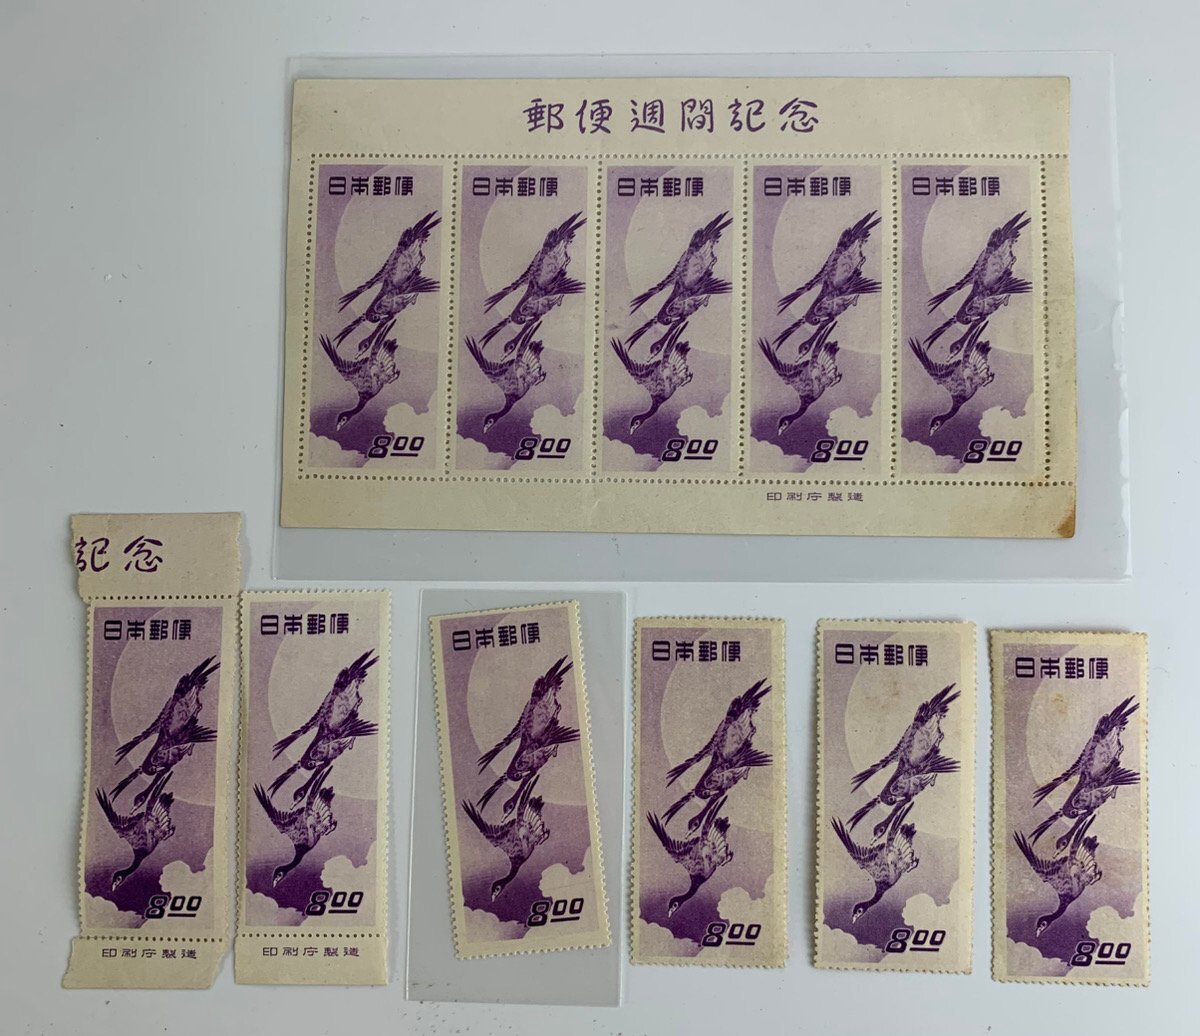 郵便週間記念
日本郵便 日本郵便 日本郵便 日本郵便 日本郵便
8.00 8.00 8.00 8.00 8.00
印刷庁製造
記念
日本郵便 日本郵便 日本郵便 日本郵便 日本郵便 日本郵便
8.00 8.00 8.00 8.00 8.00 8.00
印刷庁製造 印刷庁製造